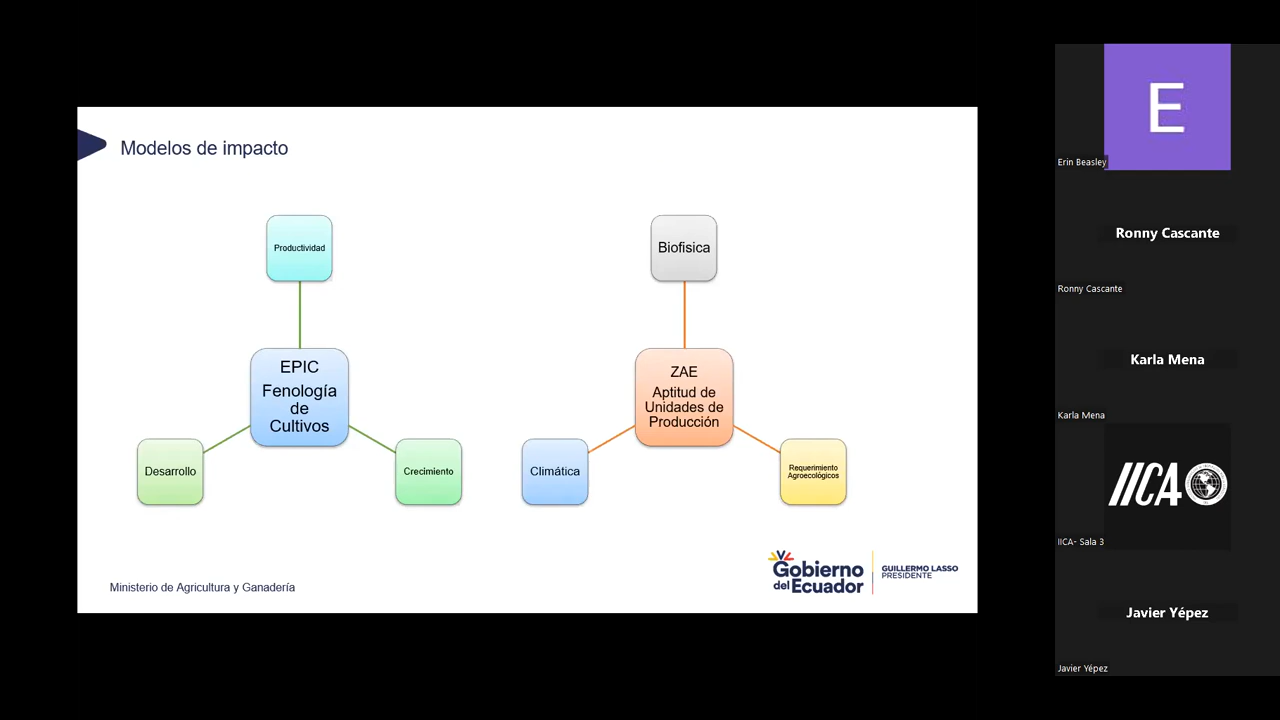 Modelos de impacto
Productividad
EPIC
Fenología
de
Cultivos
Desarrollo
Crecimiento
Biofisica
ZAE
Aptitud de
Unidades de
Producción
Climática
Requerimiento
Agroecológicos
Ministerio de Agricultura y Ganadería
Gobierno
del Ecuador
GUILLERMO LASSO
PRESIDENTE
E
Erin Beasley
Ronny Cascante
Ronny Cascante
Karla Mena
Karla Mena
IICA
IICA- Sala 3
Javier Yépez
Javier Yépez